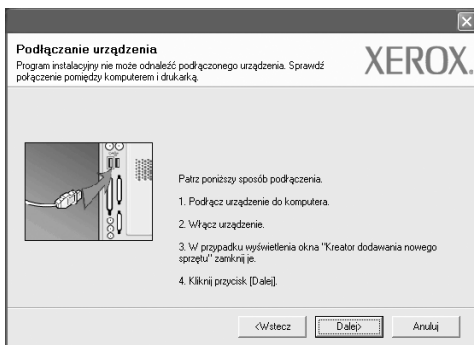 Podłączanie urządzenia
Program instalacyjny nie może odnaleźć podłączonego urządzenia. Sprawdź
połączenie pomiędzy komputerem i drukarką.
XEROX.
Patrz poniższy sposób podłączenia.
1. Podłącz urządzenie do komputera.
2. Włącz urządzenie.
3. W przypadku wyświetlenia okna "Kreator dodawania nowego
sprzętu" zamknij je.
4. Kliknij przycisk [Dalej].
<Wstecz
Dalej>
Anuluj